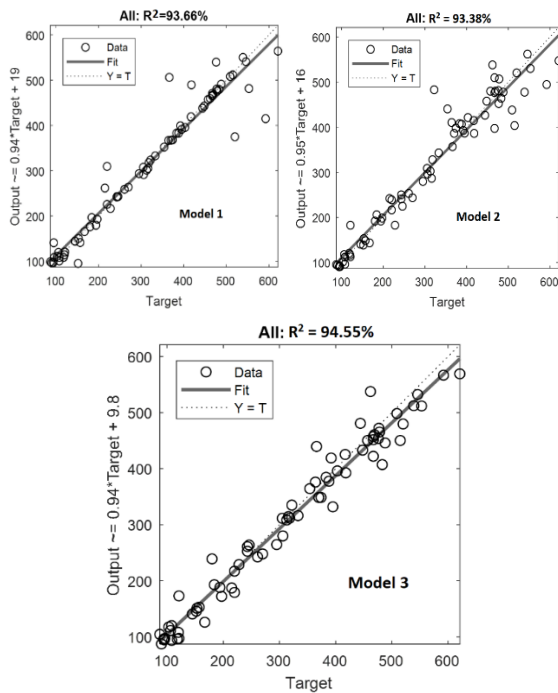 All: R²=93.66%
Data
Fit
Y = T
Output ~= 0.94*Target + 19
600
500
400
300
200
100
Model 1
100 200 300 400 500 600
Target
All: R² = 93.38%
Data
Fit
Y = T
Output ~= 0.95*Target + 16
600
500
400
300
200
100
Model 2
100 200 300 400 500 600
Target
All: R² = 94.55%
Data
Fit
Y = T
Output ~= 0.94*Target + 9.8
600
500
400
300
200
100
Model 3
100 200 300 400 500 600
Target